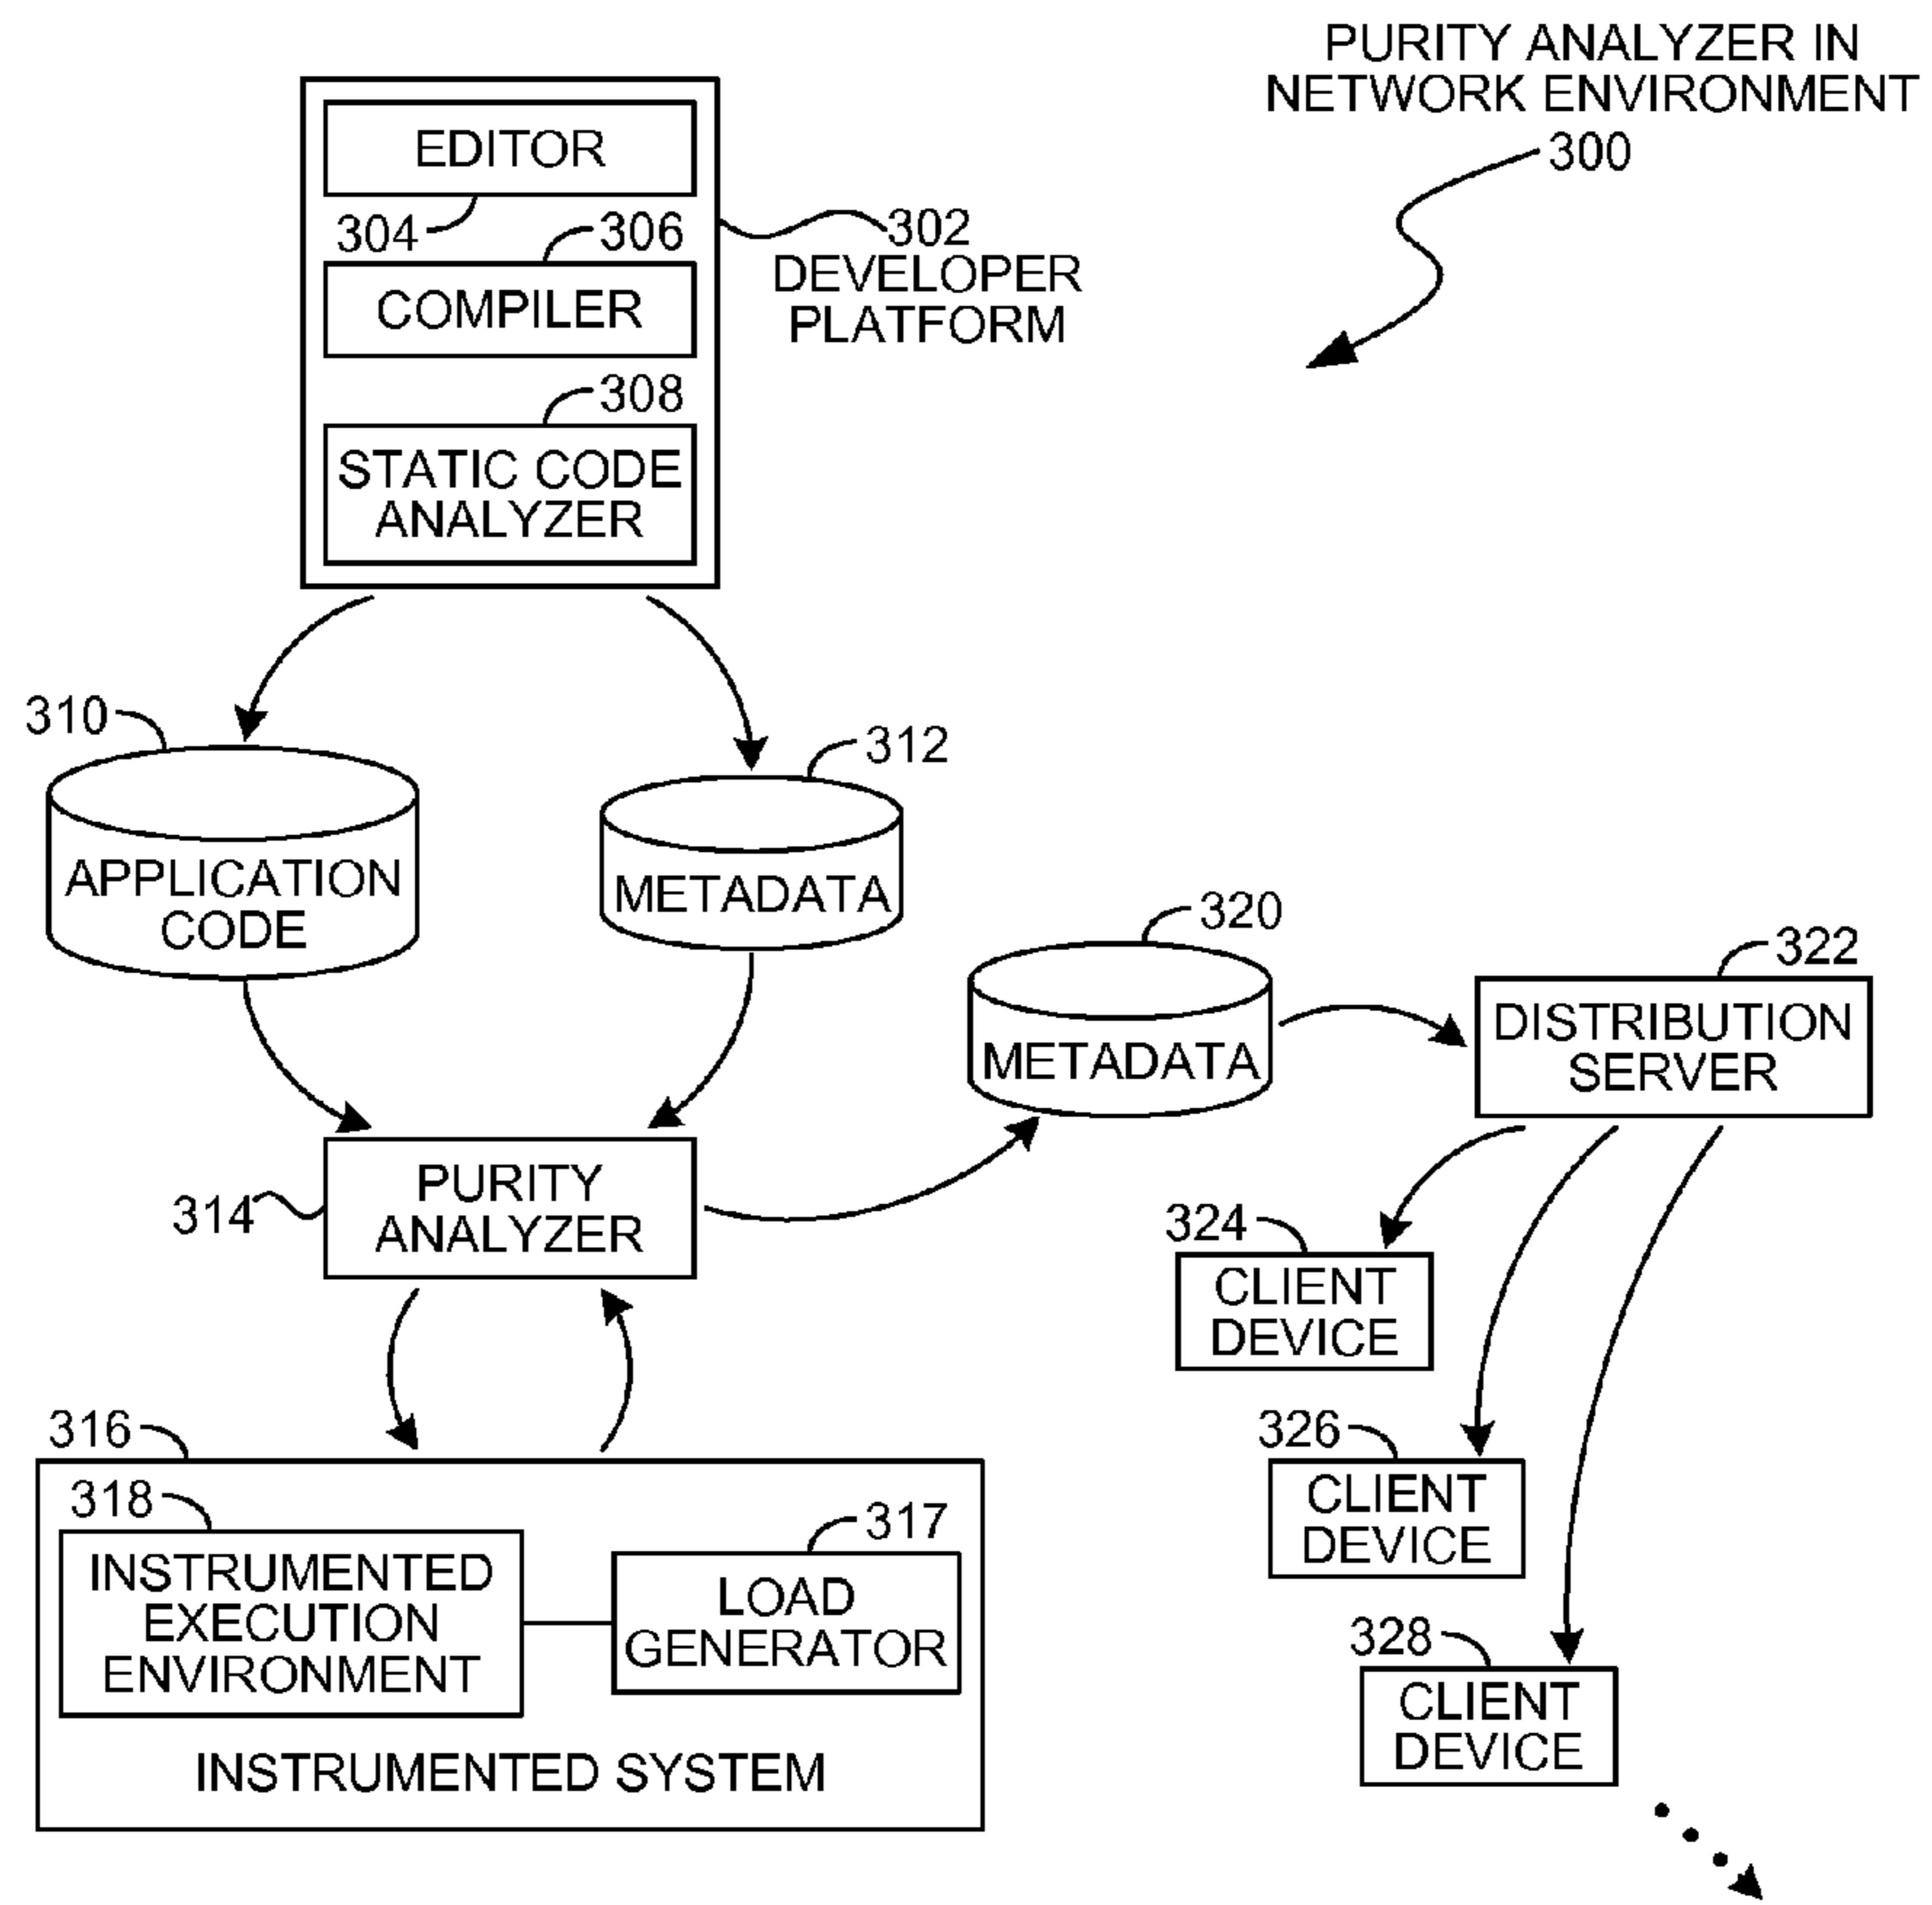 PURITY ANALYZER IN
NETWORK ENVIRONMENT
300
EDITOR
304
306
302
DEVELOPER
PLATFORM
COMPILER
308
STATIC CODE
ANALYZER
310
312
APPLICATION
CODE
METADATA
320
322
METADATA
DISTRIBUTION
SERVER
314
PURITY
ANALYZER
324
CLIENT
DEVICE
316
318
317
INSTRUMENTED
EXECUTION
ENVIRONMENT
LOAD
GENERATOR
INSTRUMENTED SYSTEM
326
CLIENT
DEVICE
328
CLIENT
DEVICE